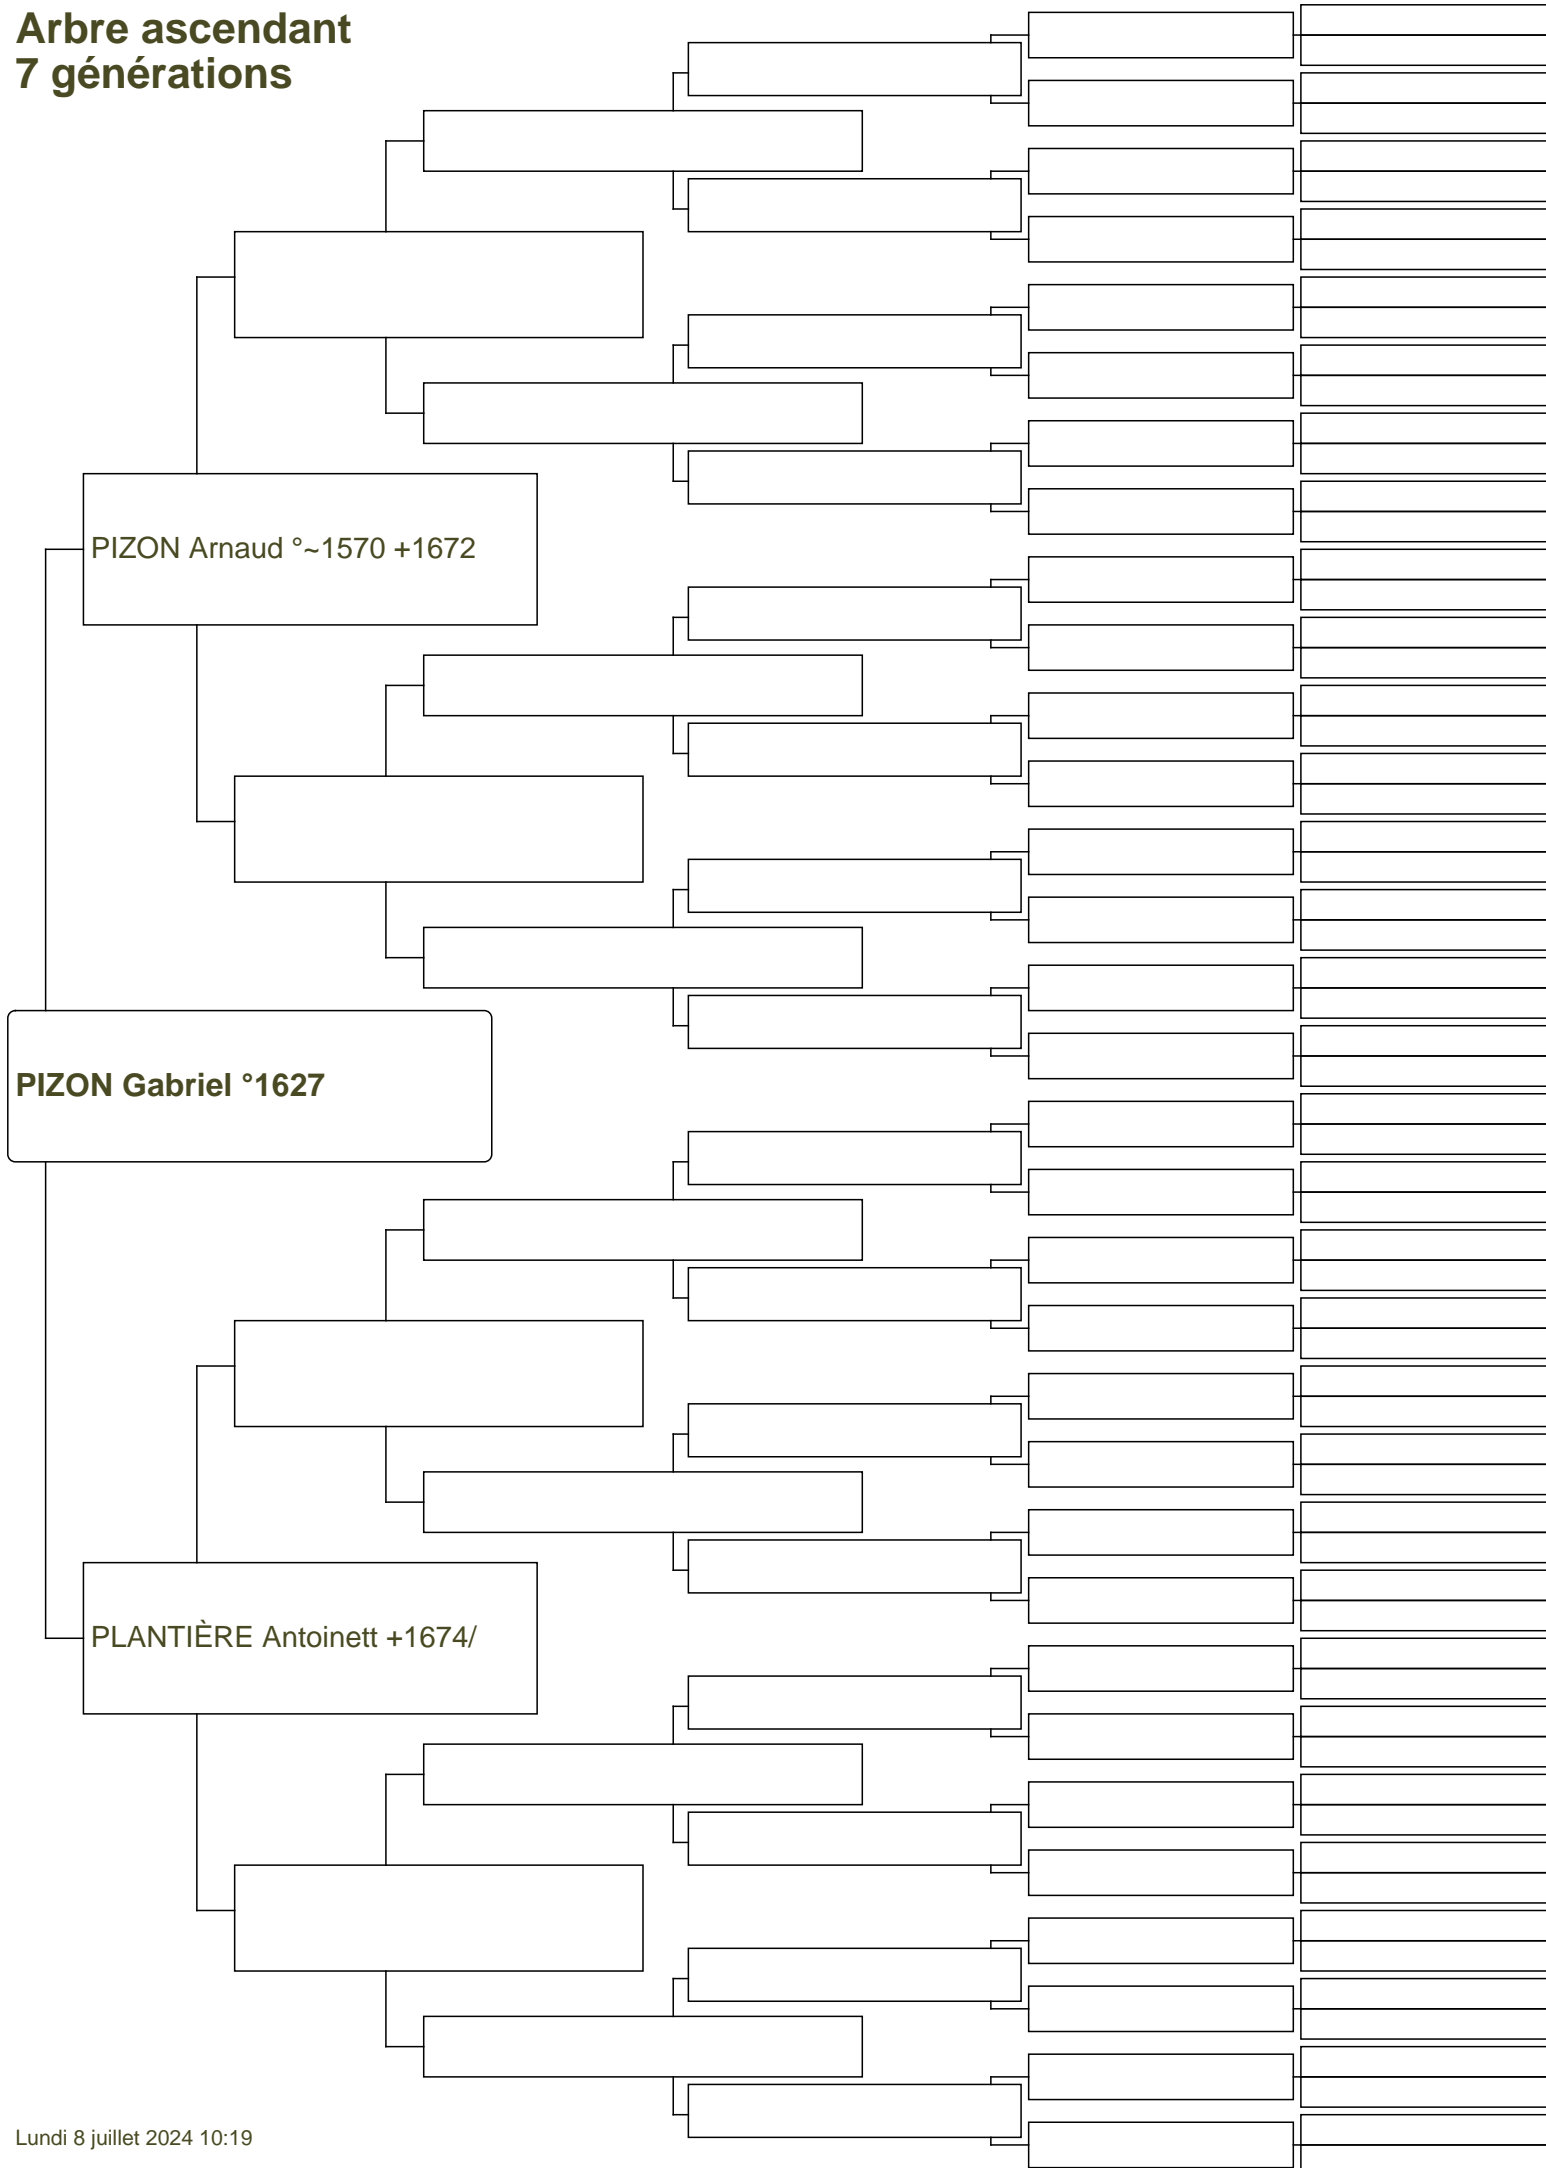 Arbre ascendant
7 générations
PIZON Arnaud °~1570 +1672
PIZON Gabriel °1627
PLANTIÈRE Antoinett +1674/
Lundi 8 juillet 2024 10:19